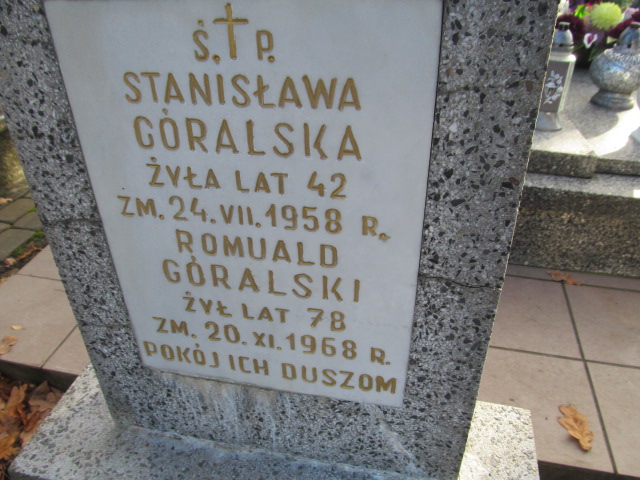 Ś. P.
STANISŁAWA
GÓRALSKA
ŻYŁA LAT 42
ZM. 24. VII. 1958 R.
ROMUALD
GÓRALSKI
ŻYŁ LAT 78
ZM. 20. XI. 1968 R.
POKÓJ ICH DUSZOM